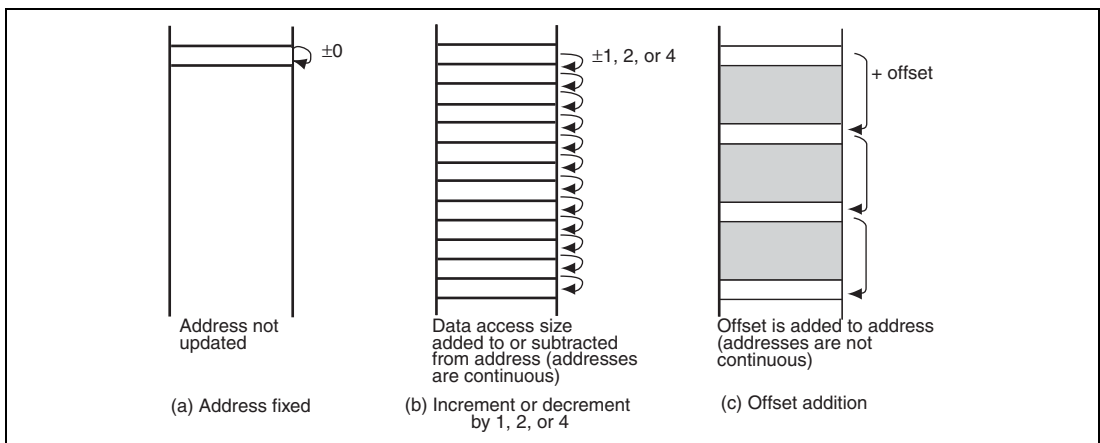 ±0
±1, 2, or 4
+ offset
Address not
updated
Data access size
added to or subtracted
from address (addresses
are continuous)
Offset is added to address
(addresses are not
continuous)
(a) Address fixed
(b) Increment or decrement
by 1, 2, or 4
(c) Offset addition